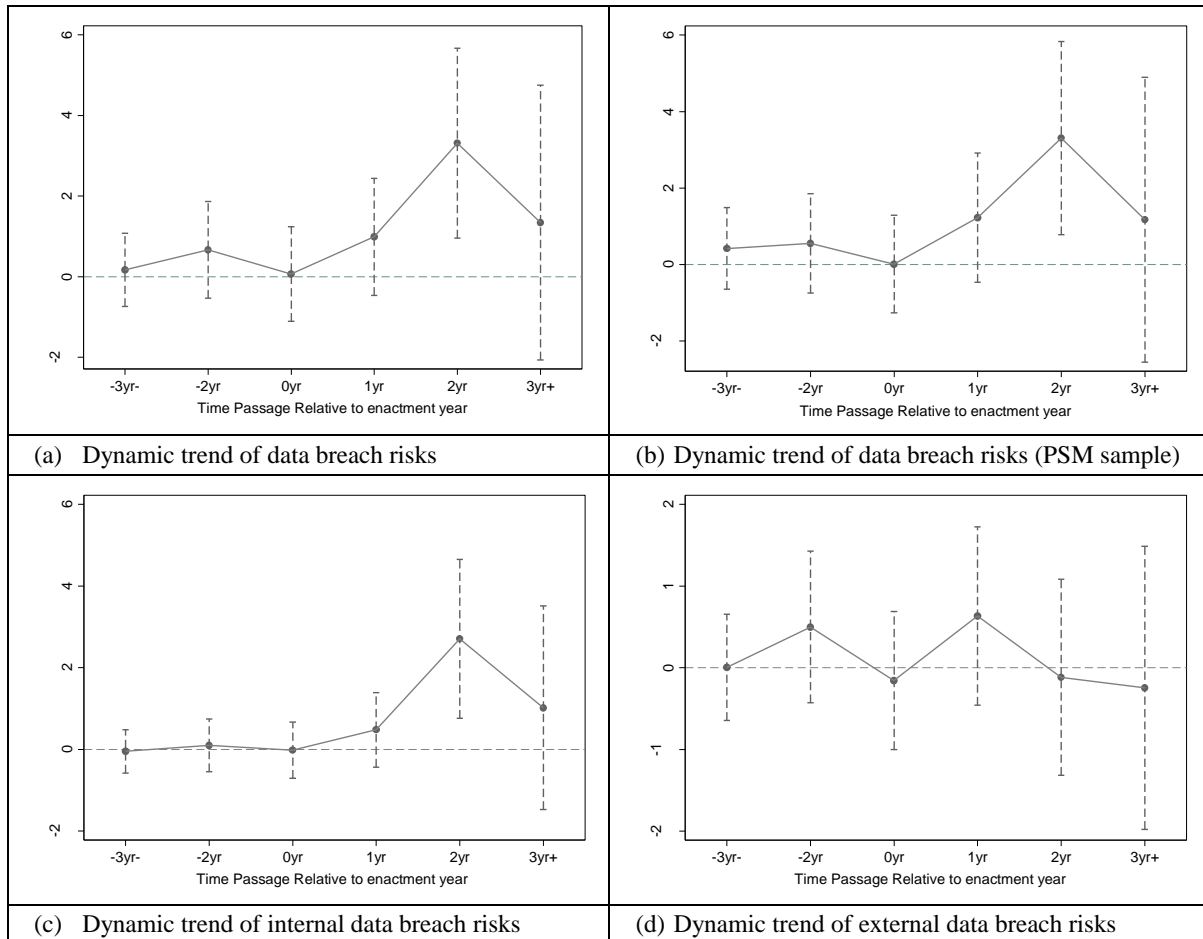 6
4
2
0
-2
-3yr-
-2yr
0yr
1yr
2yr
3yr+
Time Passage Relative to enactment year
(a) Dynamic trend of data breach risks
6
4
2
0
-2
-3yr-
-2yr
0yr
1yr
2yr
3yr+
Time Passage Relative to enactment year
(b) Dynamic trend of data breach risks (PSM sample)
6
4
2
0
-2
-3yr-
-2yr
0yr
1yr
2yr
3yr+
Time Passage Relative to enactment year
(c) Dynamic trend of internal data breach risks
2
1
0
-1
-2
-3yr-
-2yr
0yr
1yr
2yr
3yr+
Time Passage Relative to enactment year
(d) Dynamic trend of external data breach risks